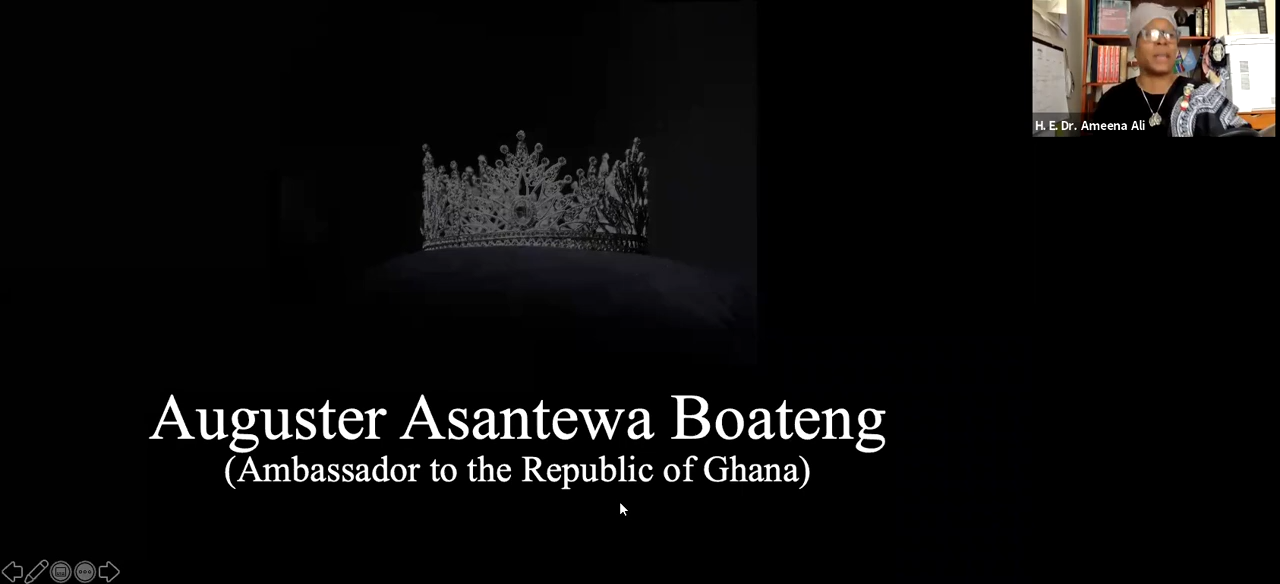 H. E. Dr. Ameena Ali
Auguster Asantewa Boateng
(Ambassador to the Republic of Ghana)